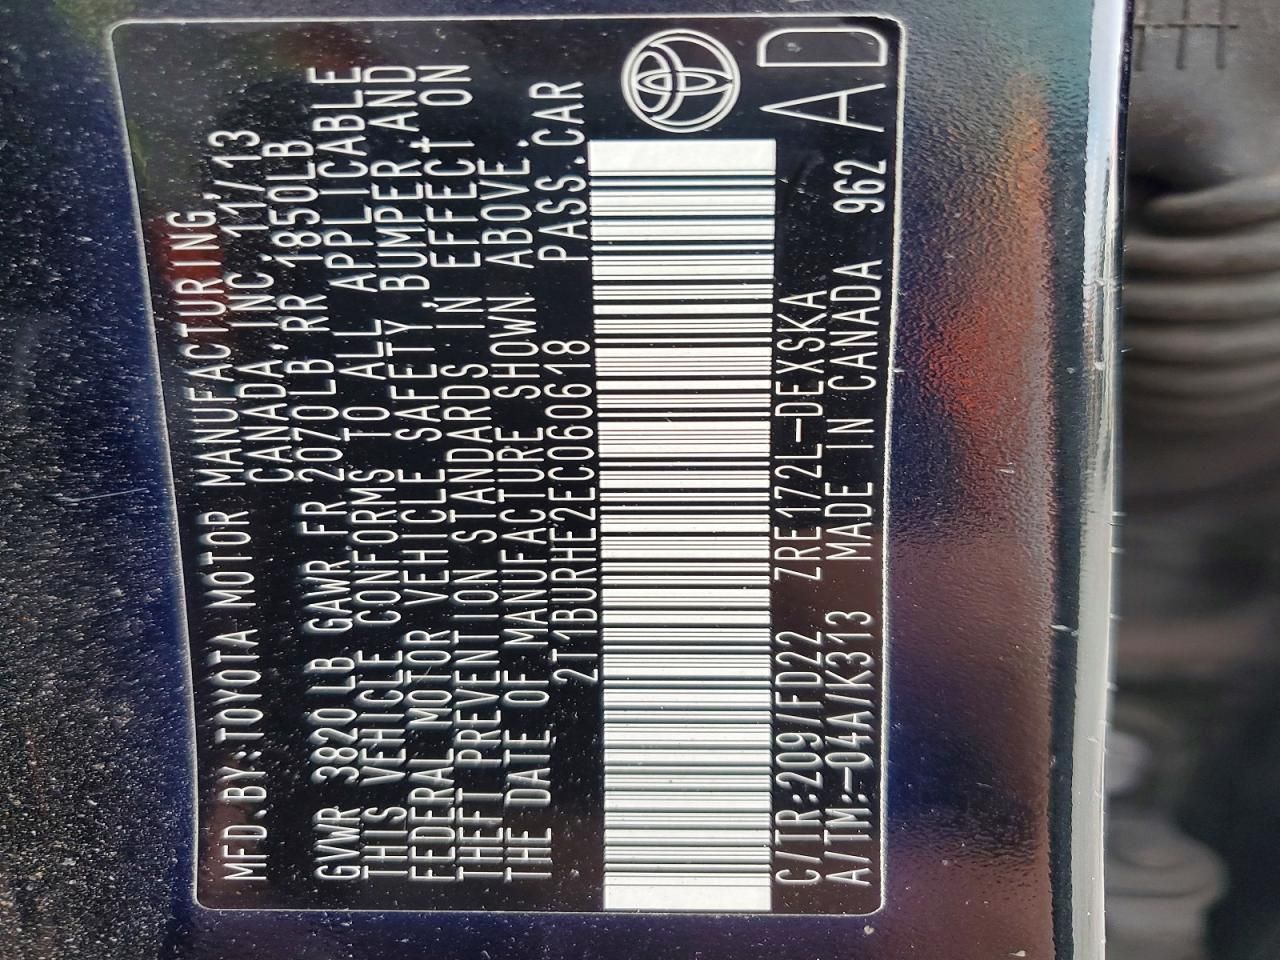 MFD.BY:TOYOTA MOTOR MANUFACTURING,
CANADA,INC. 11/13
GVWR 3820 LB GAWR FR 2070LB RR 1850LB
THIS VEHICLE CONFORMS TO ALL APPLICABLE
FEDERAL MOTOR VEHICLE SAFETY, BUMPER, AND
THEFT PREVENTION STANDARDS IN EFFECT ON
THE DATE OF MANUFACTURE SHOWN ABOVE.
2T1BURHE2EC060618 PASS.CAR
C/TR:209/FD22 ZRE172L-DEXSKA
A/TM:-04A/K313 MADE IN CANADA 962
AD